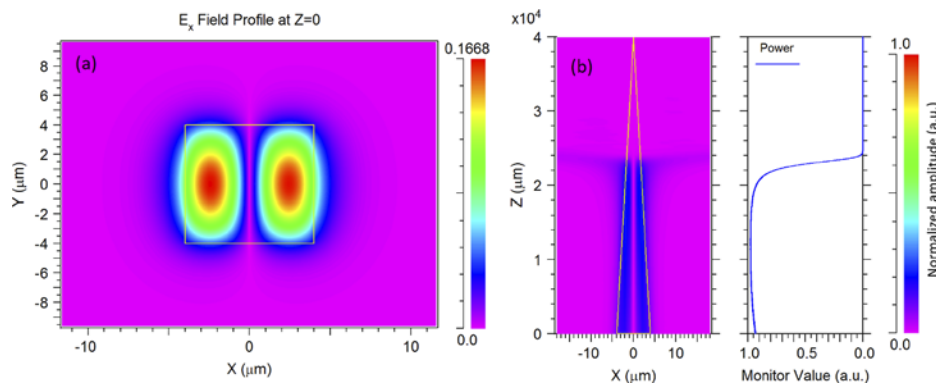 E_x Field Profile at Z=0
(a)
0.1668
0.0
Y (μm)
8
6
4
2
0
-2
-4
-6
-8
-10
0
10
X (μm)
×10⁴
(b)
Z (μm)
4
3
2
1
0
-10
0
10
X (μm)
Power
1.0
0.5
0.0
Monitor Value (a.u.)
1.0
0.0
Normalized amplitude (a.u.)